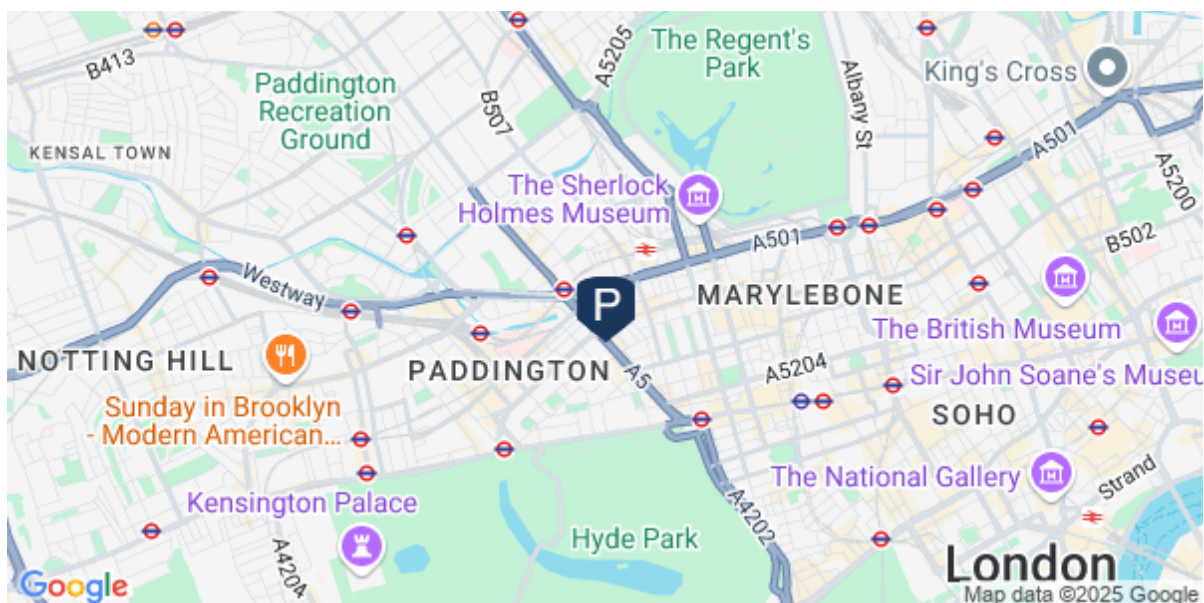 B413
A5205
The Regent's
Park
Albany St
King's Cross
Paddington
Recreation
Ground
B507
A501
KENSAL TOWN
A5200
The Sherlock
Holmes Museum
A501
B502
Westway
MARYLEBONE
The British Museum
NOTTING HILL
PADDINGTON
P
A5
A5204
Sir John Soane's Museu
Sunday in Brooklyn
- Modern American...
SOHO
The National Gallery
Strand
Kensington Palace
A4202
A4204
Hyde Park
London
Google
Map data ©2025 Google